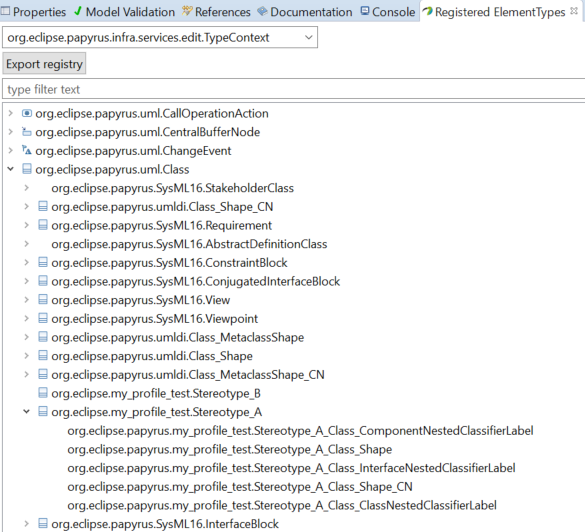 Properties Model Validation References Documentation Console Registered ElementTypes
org.eclipse.papyrus.infra.services.edit.TypeContext
Export registry
type filter text
org.eclipse.papyrus.uml.CallOperationAction
org.eclipse.papyrus.uml.CentralBufferNode
org.eclipse.papyrus.uml.ChangeEvent
org.eclipse.papyrus.uml.Class
org.eclipse.papyrus.SysML16.StakeholderClass
org.eclipse.papyrus.umldi.Class_Shape_CN
org.eclipse.papyrus.SysML16.Requirement
org.eclipse.papyrus.SysML16.AbstractDefinitionClass
org.eclipse.papyrus.SysML16.ConstraintBlock
org.eclipse.papyrus.SysML16.ConjugatedInterfaceBlock
org.eclipse.papyrus.SysML16.View
org.eclipse.papyrus.SysML16.Viewpoint
org.eclipse.papyrus.umldi.Class_MetaclassShape
org.eclipse.papyrus.umldi.Class_Shape
org.eclipse.papyrus.umldi.Class_MetaclassShape_CN
org.eclipse.my_profile_test.Stereotype_B
org.eclipse.my_profile_test.Stereotype_A
org.eclipse.papyrus.my_profile_test.Stereotype_A_Class_ComponentNestedClassifierLabel
org.eclipse.papyrus.my_profile_test.Stereotype_A_Class_Shape
org.eclipse.papyrus.my_profile_test.Stereotype_A_Class_InterfaceNestedClassifierLabel
org.eclipse.papyrus.my_profile_test.Stereotype_A_Class_Shape_CN
org.eclipse.papyrus.my_profile_test.Stereotype_A_Class_ClassNestedClassifierLabel
org.eclipse.papyrus.SysML16.InterfaceBlock